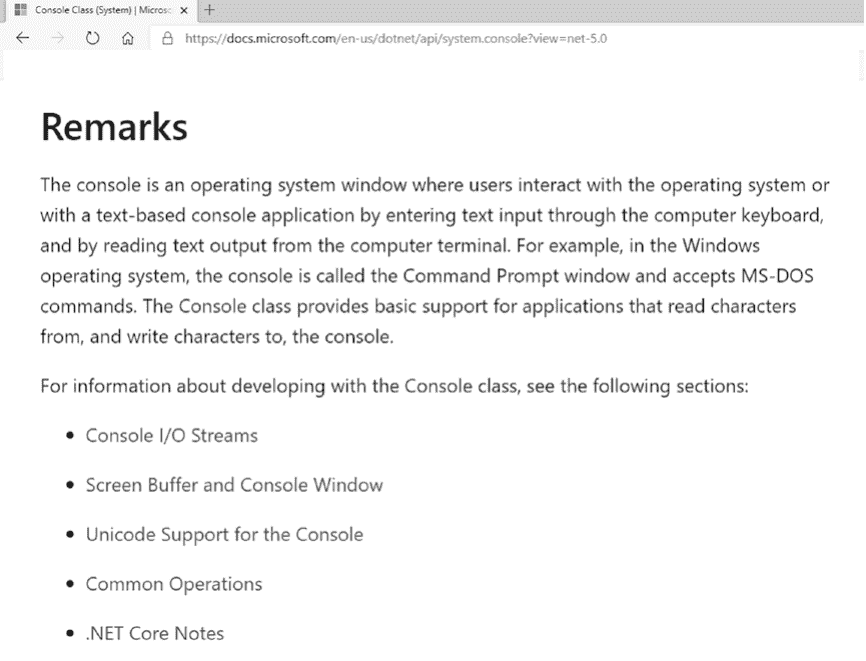 Console Class (System) | Microsc
https://docs.microsoft.com/en-us/dotnet/api/system.console?view=net-5.0
Remarks
The console is an operating system window where users interact with the operating system or
with a text-based console application by entering text input through the computer keyboard,
and by reading text output from the computer terminal. For example, in the Windows
operating system, the console is called the Command Prompt window and accepts MS-DOS
commands. The Console class provides basic support for applications that read characters
from, and write characters to, the console.
For information about developing with the Console class, see the following sections:
• Console I/O Streams
• Screen Buffer and Console Window
• Unicode Support for the Console
• Common Operations
• .NET Core Notes